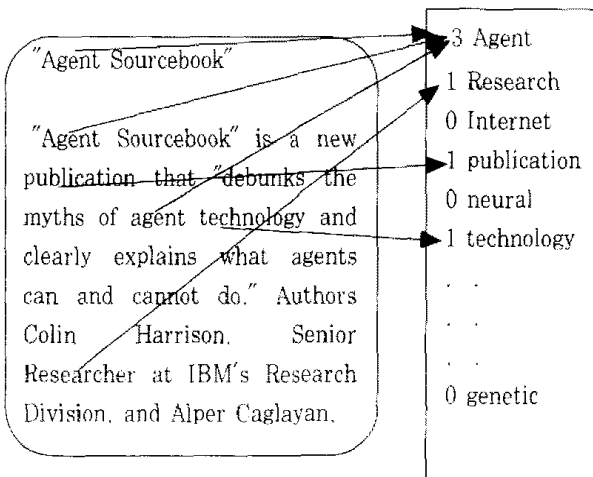 "Agent Sourcebook"
"Agent Sourcebook" is a new
publication that "debunks the
myths of agent technology and
clearly explains what agents
can and cannot do." Authors
Colin Harrison, Senior
Researcher at IBM's Research
Division, and Alper Caglayan,
3 Agent
1 Research
0 Internet
1 publication
0 neural
1 technology
. .
. .
. .
0 genetic